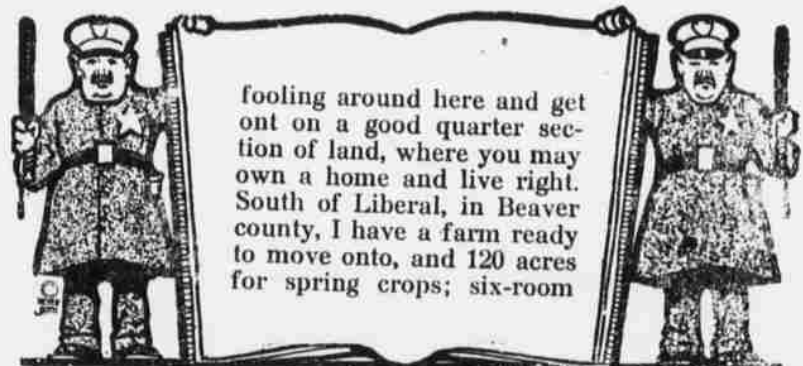 fooling around here and get
ont on a good quarter sec-
tion of land, where you may
own a home and live right.
South of Liberal, in Beaver
county, I have a farm ready
to move onto, and 120 acres
for spring crops; six-room